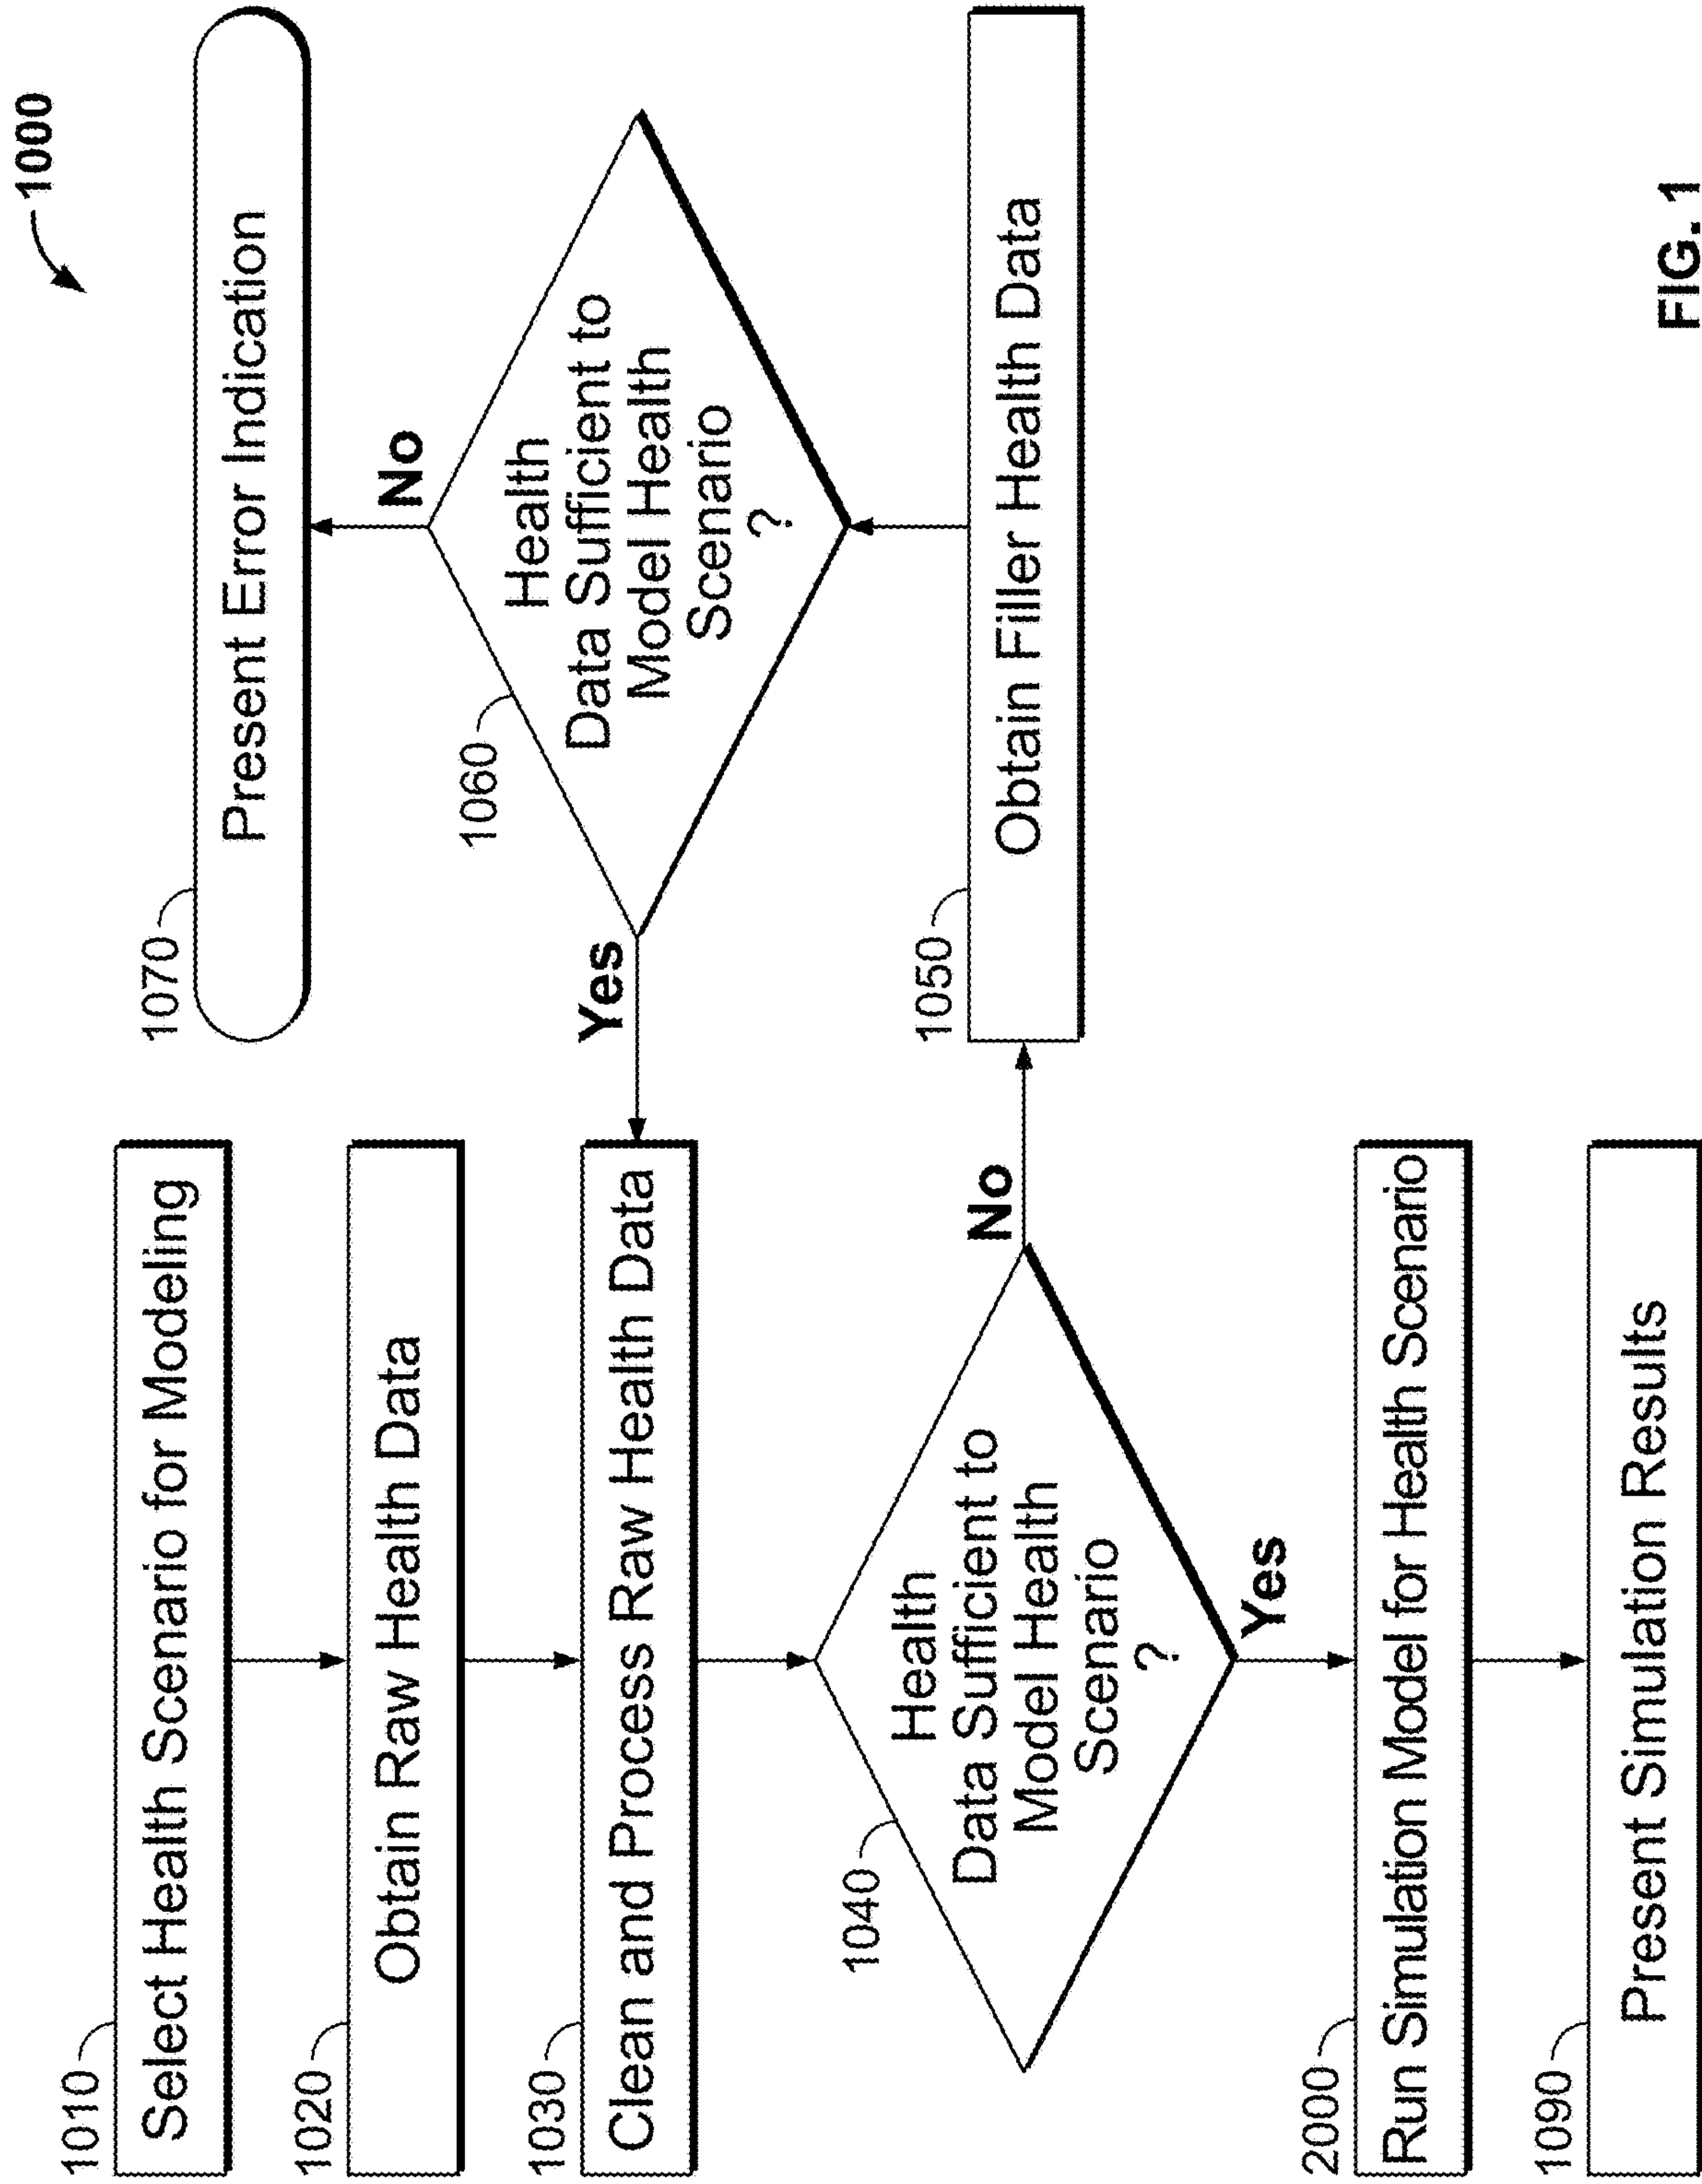 1000
1010
Select Health Scenario for Modeling
1020
Obtain Raw Health Data
1030
Clean and Process Raw Health Data
1040
Health
Data Sufficient to
Model Health
Scenario
?
No
Yes
2000
Run Simulation Model for Health Scenario
1090
Present Simulation Results
1070
Present Error Indication
No
1060
Health
Data Sufficient to
Model Health
Scenario
?
Yes
1050
Obtain Filler Health Data
FIG. 1